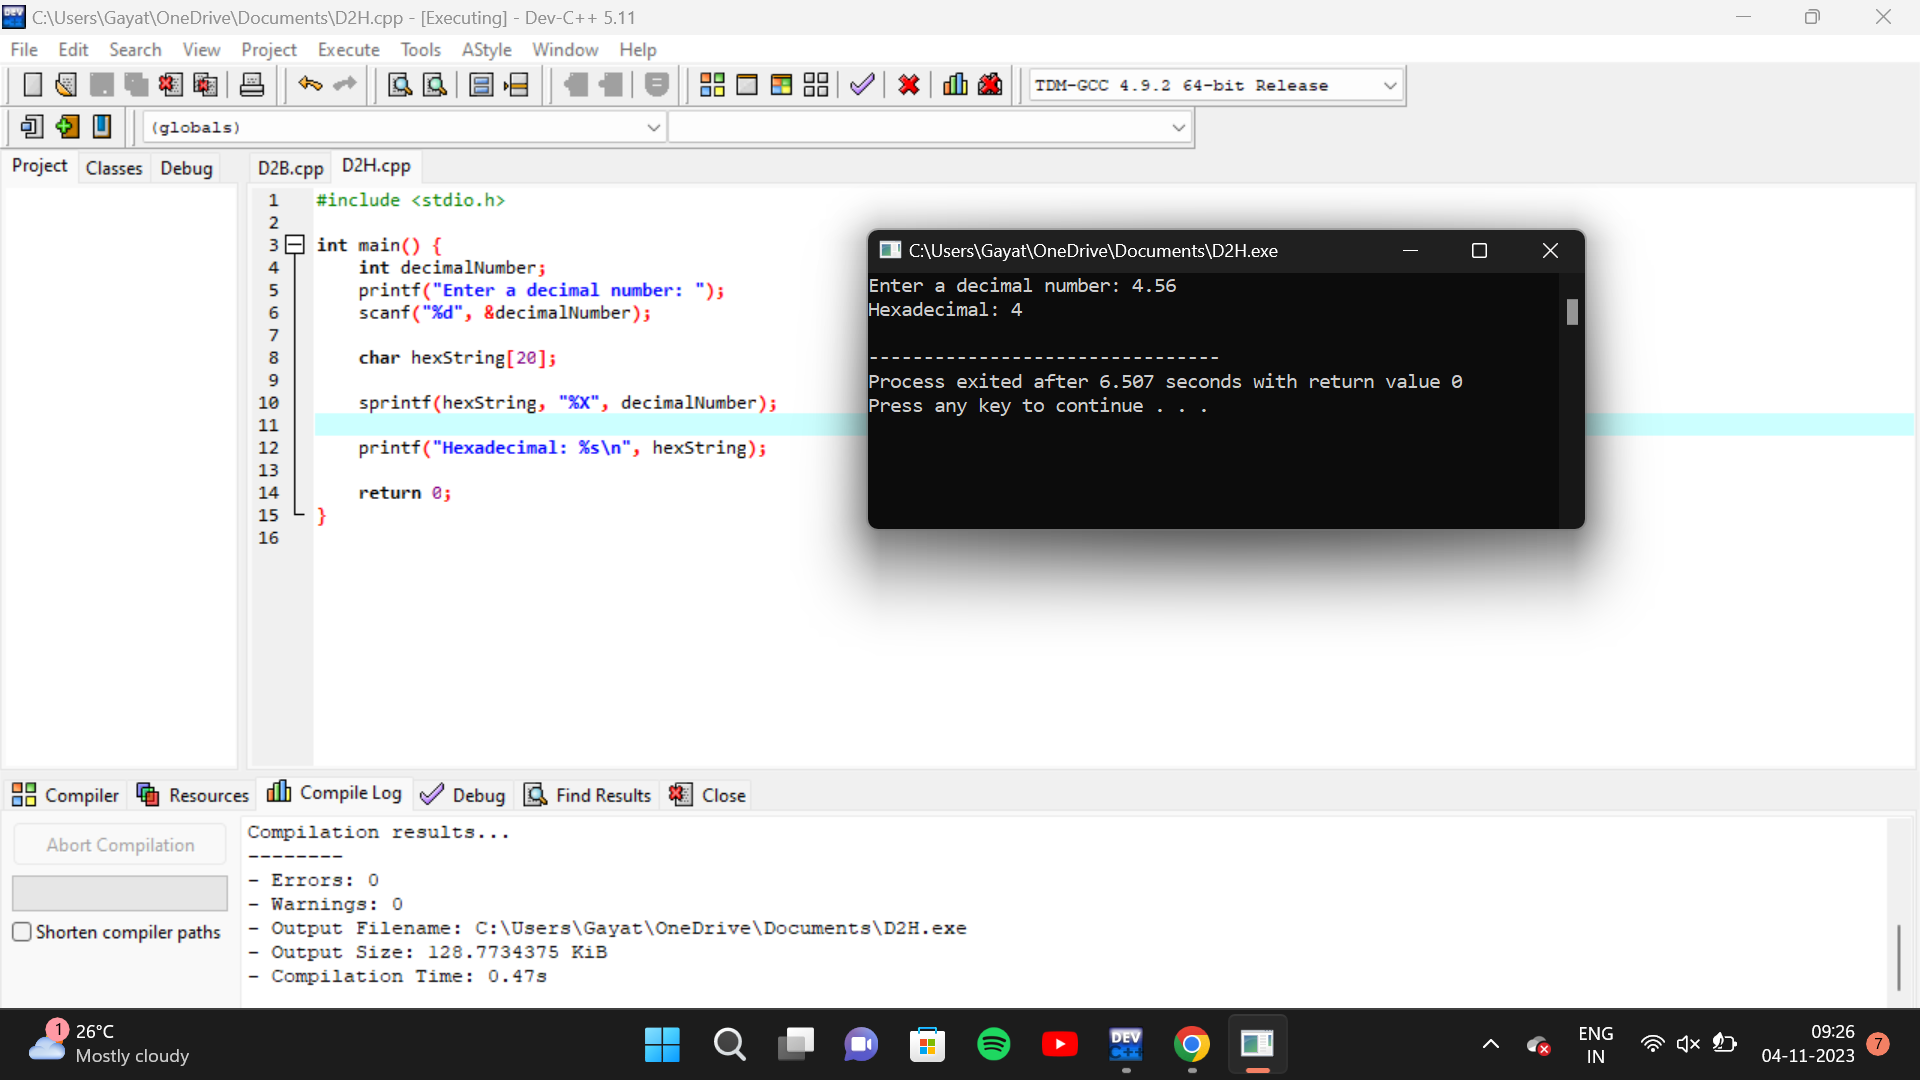 C:\Users\Gayat\OneDrive\Documents\D2H.cpp - [Executing] - Dev-C++ 5.11
File Edit Search View Project Execute Tools AStyle Window Help
TDM-GCC 4.9.2 64-bit Release
(globals)
Project Classes Debug D2B.cpp D2H.cpp
1 #include <stdio.h>
2
3 int main() {
4 int decimalNumber;
5 printf("Enter a decimal number: ");
6 scanf("%d", &decimalNumber);
7
8 char hexString[20];
9
10 sprintf(hexString, "%X", decimalNumber);
11
12 printf("Hexadecimal: %s\n", hexString);
13
14 return 0;
15 }
16
C:\Users\Gayat\OneDrive\Documents\D2H.exe
Enter a decimal number: 4.56
Hexadecimal: 4
--------------------------------
Process exited after 6.507 seconds with return value 0
Press any key to continue . . .
Compiler Resources Compile Log Debug Find Results Close
Abort Compilation
Shorten compiler paths
Compilation results...
--------
- Errors: 0
- Warnings: 0
- Output Filename: C:\Users\Gayat\OneDrive\Documents\D2H.exe
- Output Size: 128.7734375 KiB
- Compilation Time: 0.47s
1
26°C
Mostly cloudy
DEV
C++
ENG
IN
09:26
04-11-2023
7